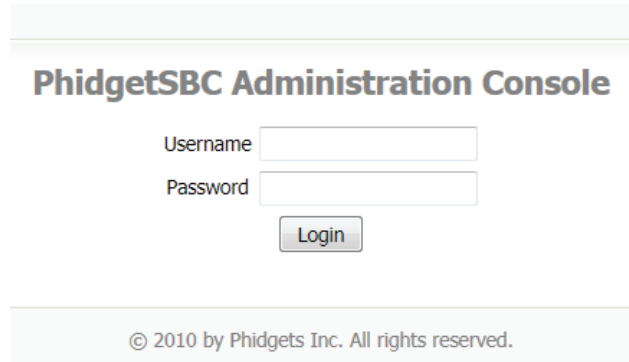 PhidgetSBC Administration Console
Username
Password
Login
© 2010 by Phidgets Inc. All rights reserved.